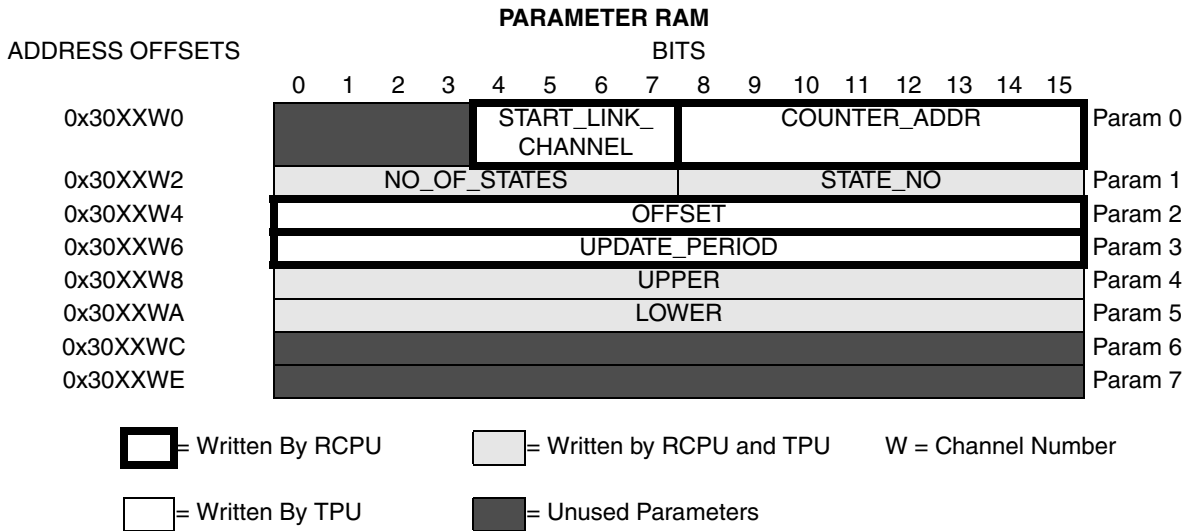 PARAMETER RAM
ADDRESS OFFSETS BITS
0 1 2 3 4 5 6 7 8 9 10 11 12 13 14 15
0x30XXW0 START_LINK_ COUNTER_ADDR Param 0
CHANNEL
0x30XXW2 NO_OF_STATES STATE_NO Param 1
0x30XXW4 OFFSET Param 2
0x30XXW6 UPDATE_PERIOD Param 3
0x30XXW8 UPPER Param 4
0x30XXWA LOWER Param 5
0x30XXWC Param 6
0x30XXWE Param 7
= Written By RCPU = Written by RCPU and TPU W = Channel Number
= Written By TPU = Unused Parameters